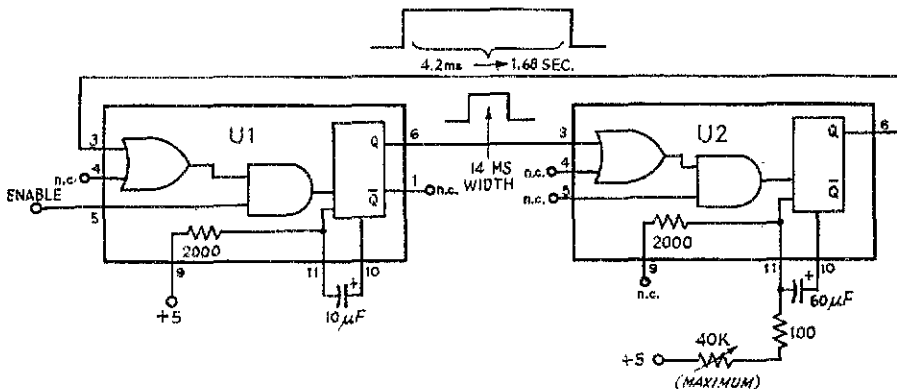 4.2ms → 1.68 SEC.
3
U1
6
3
U2
6
Q
Q
4
n.c.
14 MS
WIDTH
4
n.c.
1
n.c.
ENABLE
Q̅
5
n.c.
Q̅
5
2000
2000
9
11
10
9
11
10
+5
+
10μF
n.c.
+
60μF
100
40K
+5
(MAXIMUM)